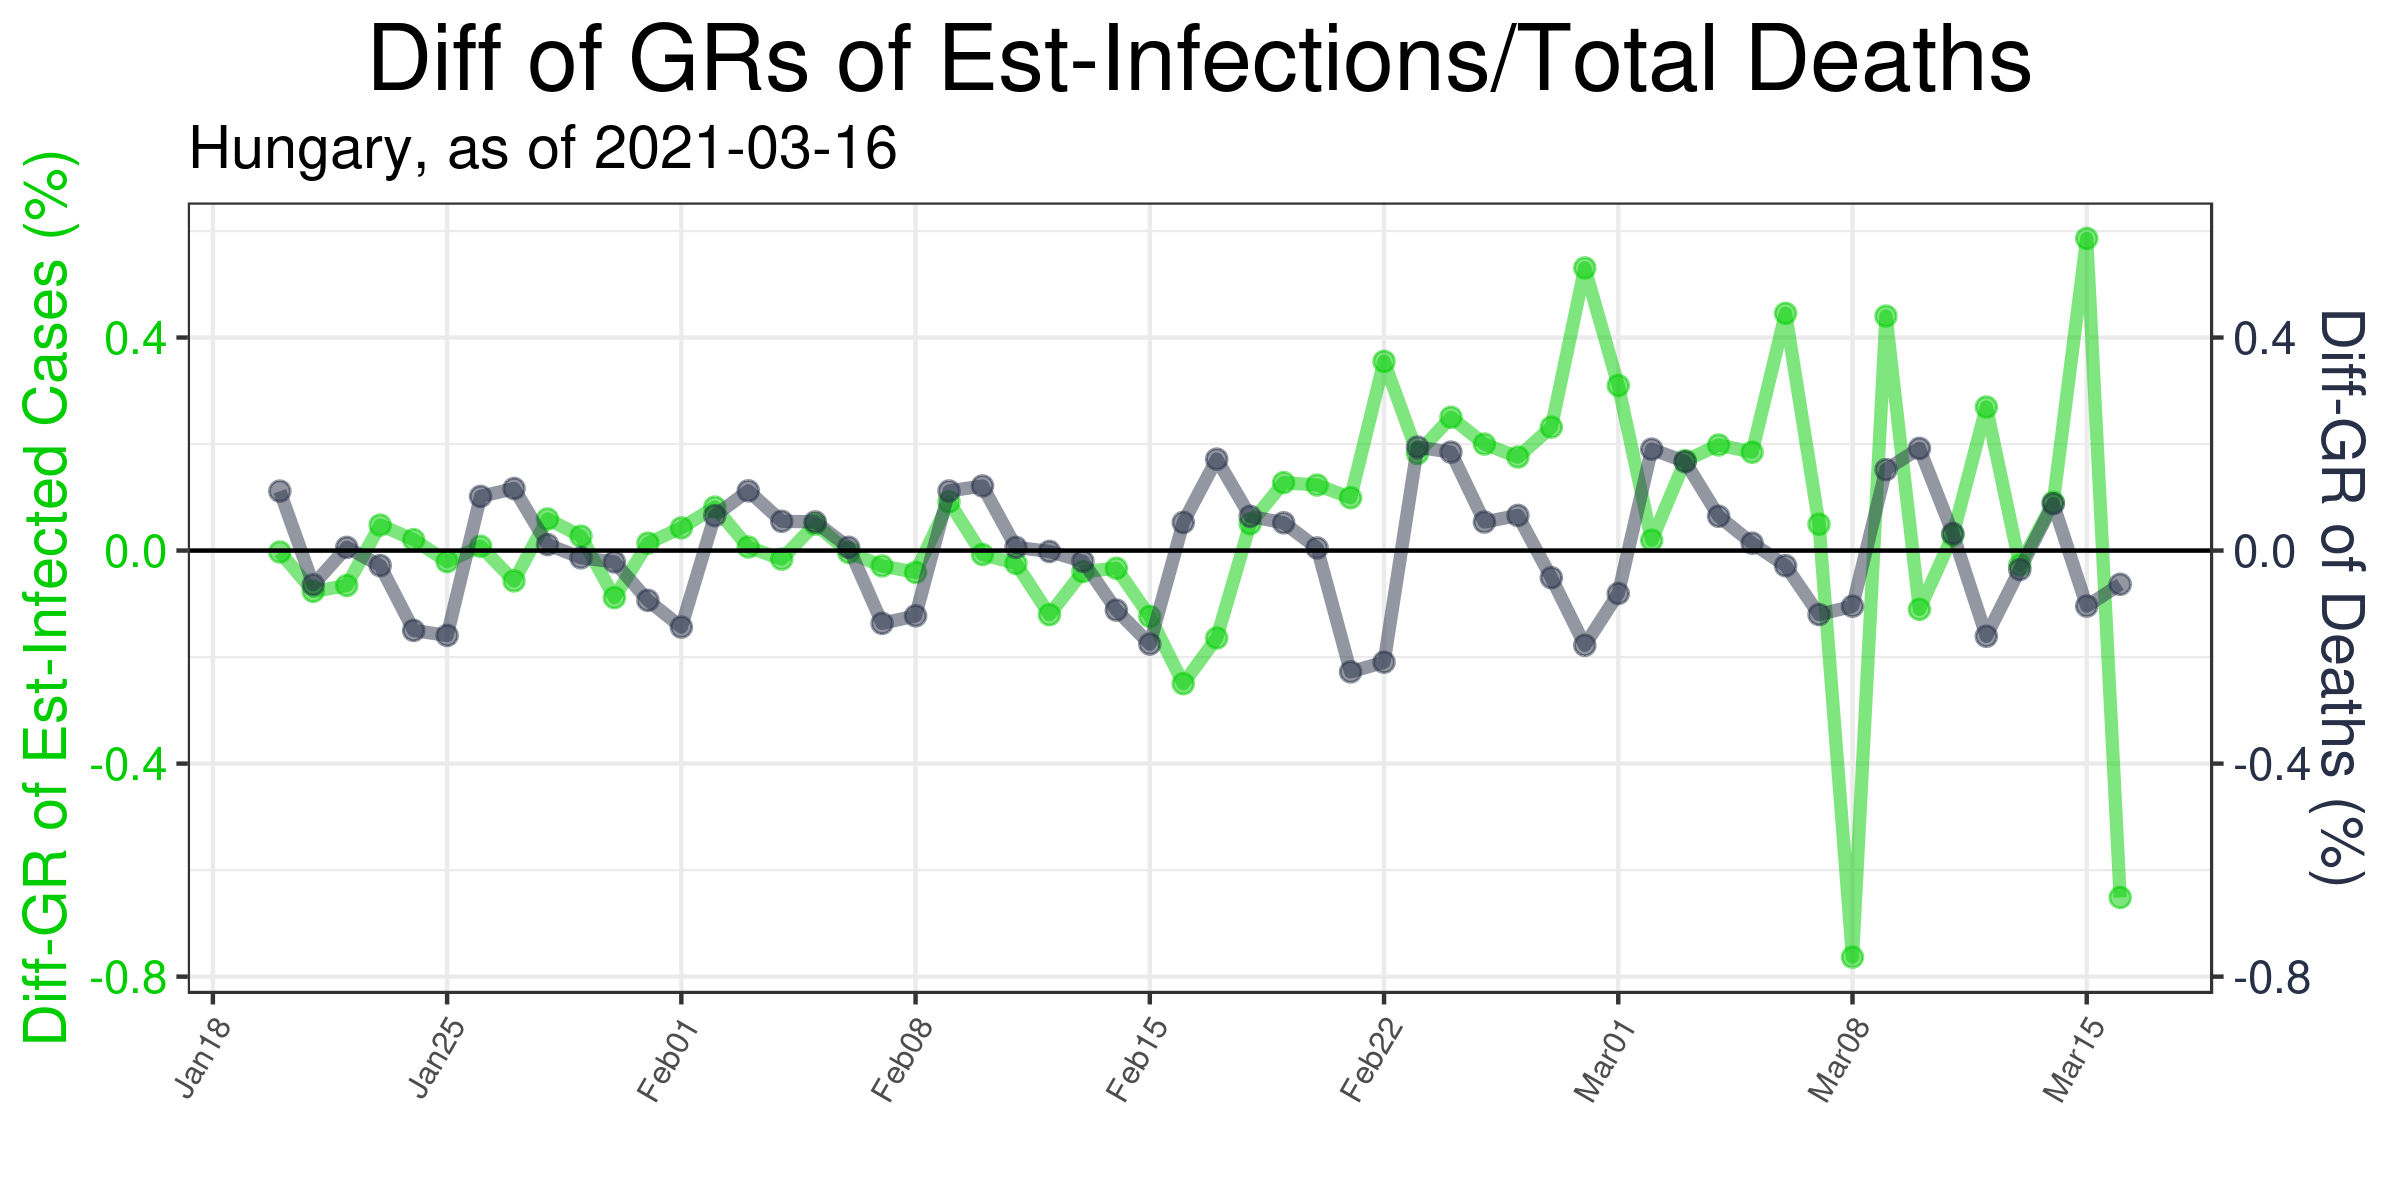 Diff of GRs of Est-Infections/Total Deaths
Hungary, as of 2021-03-16
Diff-GR of Est-Infected Cases (%)
0.4
0.0
-0.4
-0.8
0.4
0.0
-0.4
-0.8
Diff-GR of Deaths (%)
Jan18
Jan25
Feb01
Feb08
Feb15
Feb22
Mar01
Mar08
Mar15